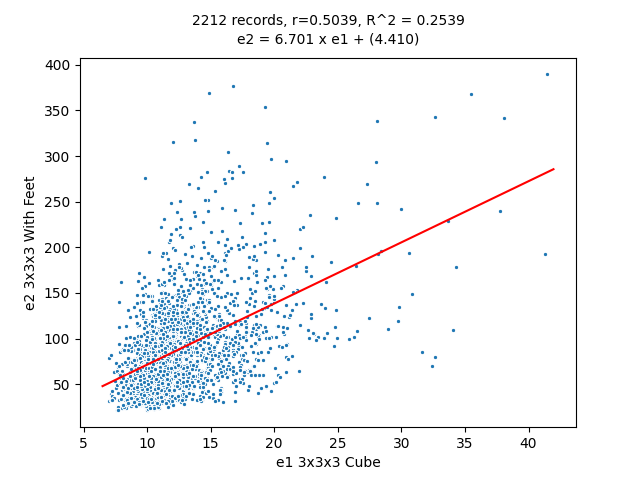 2212 records, r=0.5039, R^2 = 0.2539
e2 = 6.701 x e1 + (4.410)
400
350
300
250
200
150
100
50
e2 3x3x3 With Feet
5 10 15 20 25 30 35 40
e1 3x3x3 Cube